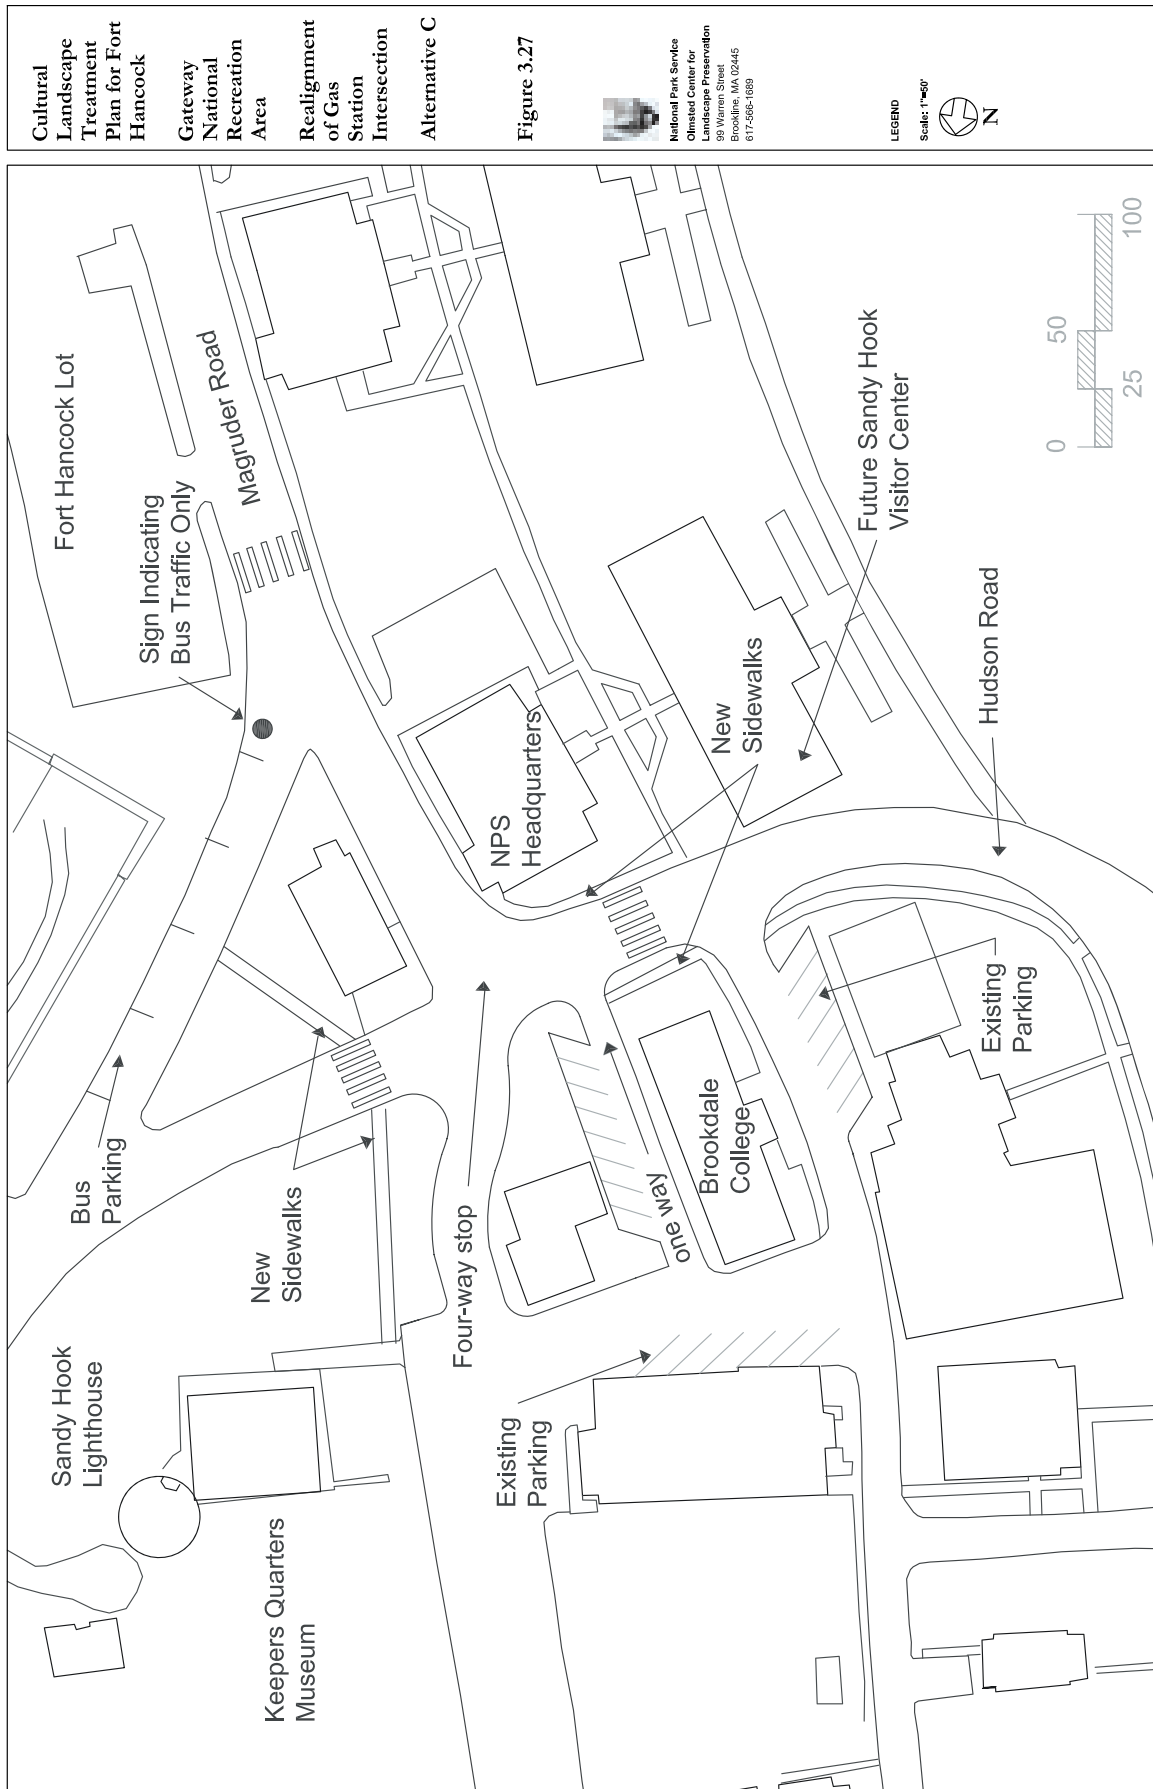 Cultural
Landscape
Treatment
Plan for Fort
Hancock
Gateway
National
Recreation
Area
Realignment
of Gas
Station
Intersection
Alternative C
Figure 3.27
National Park Service
Olmsted Center for
Landscape Preservation
99 Warren Street
Brookline, MA 02445
617-566-1689
LEGEND
Scale: 1"=50'
N
Fort Hancock Lot
Sign Indicating
Bus Traffic Only
Magruder Road
Bus
Parking
New
Sidewalks
Sandy Hook
Lighthouse
Keepers Quarters
Museum
Four-way stop
Existing
Parking
NPS
Headquarters
one way
Brookdale
College
New
Sidewalks
Existing
Parking
Future Sandy Hook
Visitor Center
Hudson Road
0
25
50
100